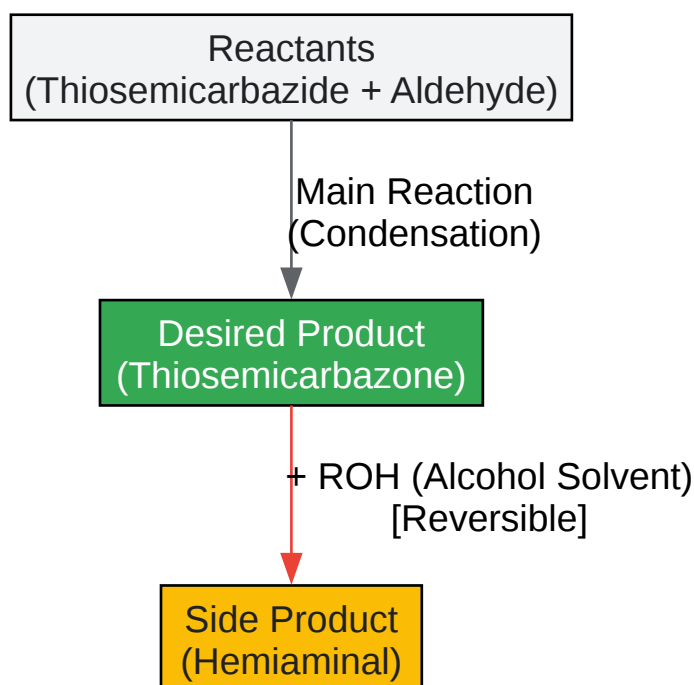 Reactants
(Thiosemicarbazide + Aldehyde)
Main Reaction
(Condensation)
Desired Product
(Thiosemicarbazone)
+ ROH (Alcohol Solvent)
[Reversible]
Side Product
(Hemiaminal)